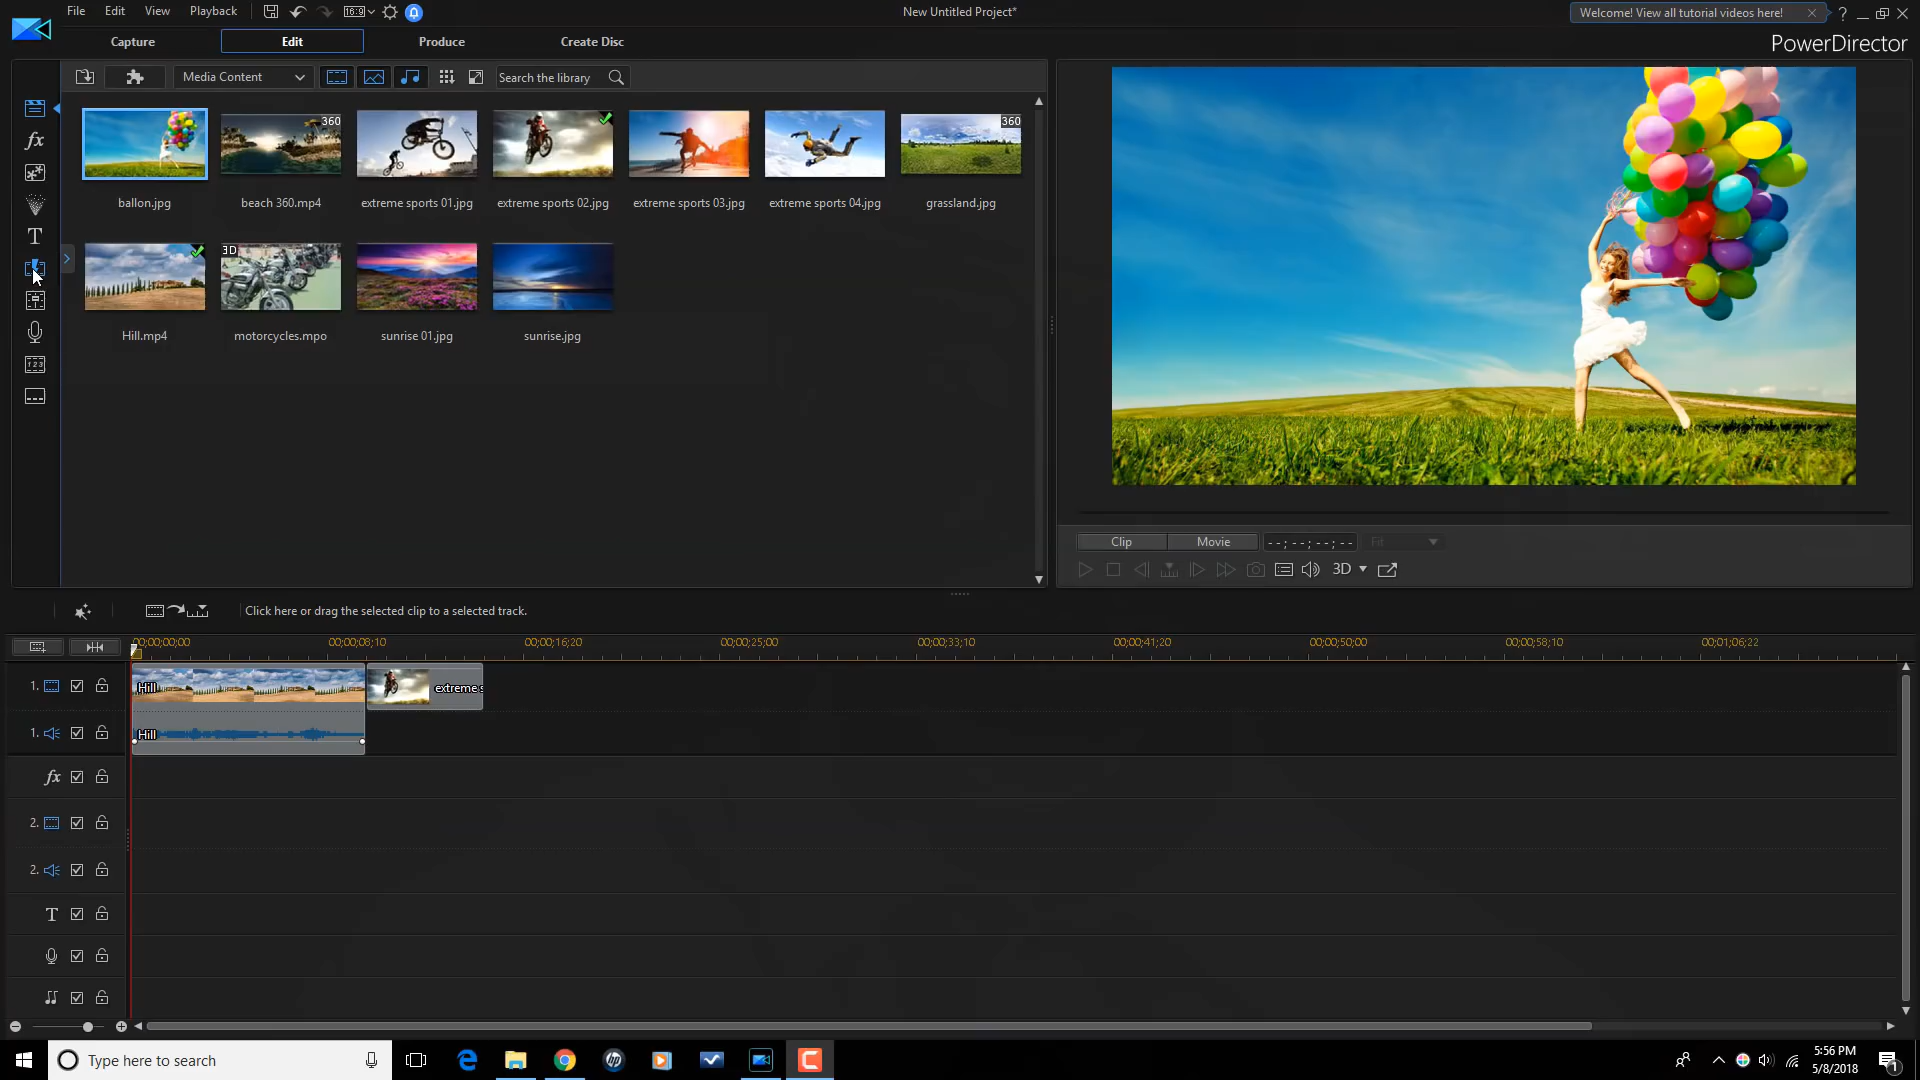 File Edit View Playback 16:9 New Untitled Project* Welcome! View all tutorial videos here! ?
Capture Edit Produce Create Disc PowerDirector
Media Content Search the library
360 360
ballon.jpg beach 360.mp4 extreme sports 01.jpg extreme sports 02.jpg extreme sports 03.jpg extreme sports 04.jpg grassland.jpg
3D
Hill.mp4 motorcycles.mpo sunrise 01.jpg sunrise.jpg
fx
T
123
Clip Movie --;--;--;-- Fit
3D
Click here or drag the selected clip to a selected track.
00;00;00;00 00;00;08;10 00;00;16;20 00;00;25;00 00;00;33;10 00;00;41;20 00;00;50;00 00;00;58;10 00;01;06;22
1. Hill extreme s
1. Hill
fx
2.
2.
T
Type here to search
5:56 PM
5/8/2018
1